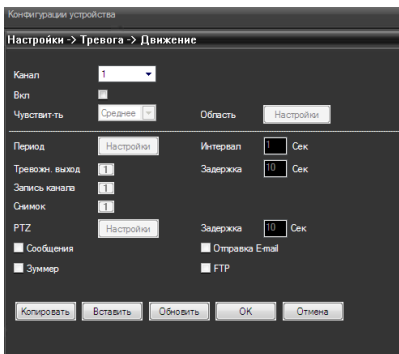 Конфигурации устройства
Настройки -> Тревога -> Движение
Канал 1
Вкл
Чувствит-ть Среднее Область Настройки
Период Настройки Интервал 1 Сек
Тревожн. выход 1 Задержка 10 Сек
Запись канала 1
Снимок 1
PTZ Настройки Задержка 10 Сек
Сообщения Отправка E-mail
Зуммер FTP
Копировать Вставить Обновить OK Отмена